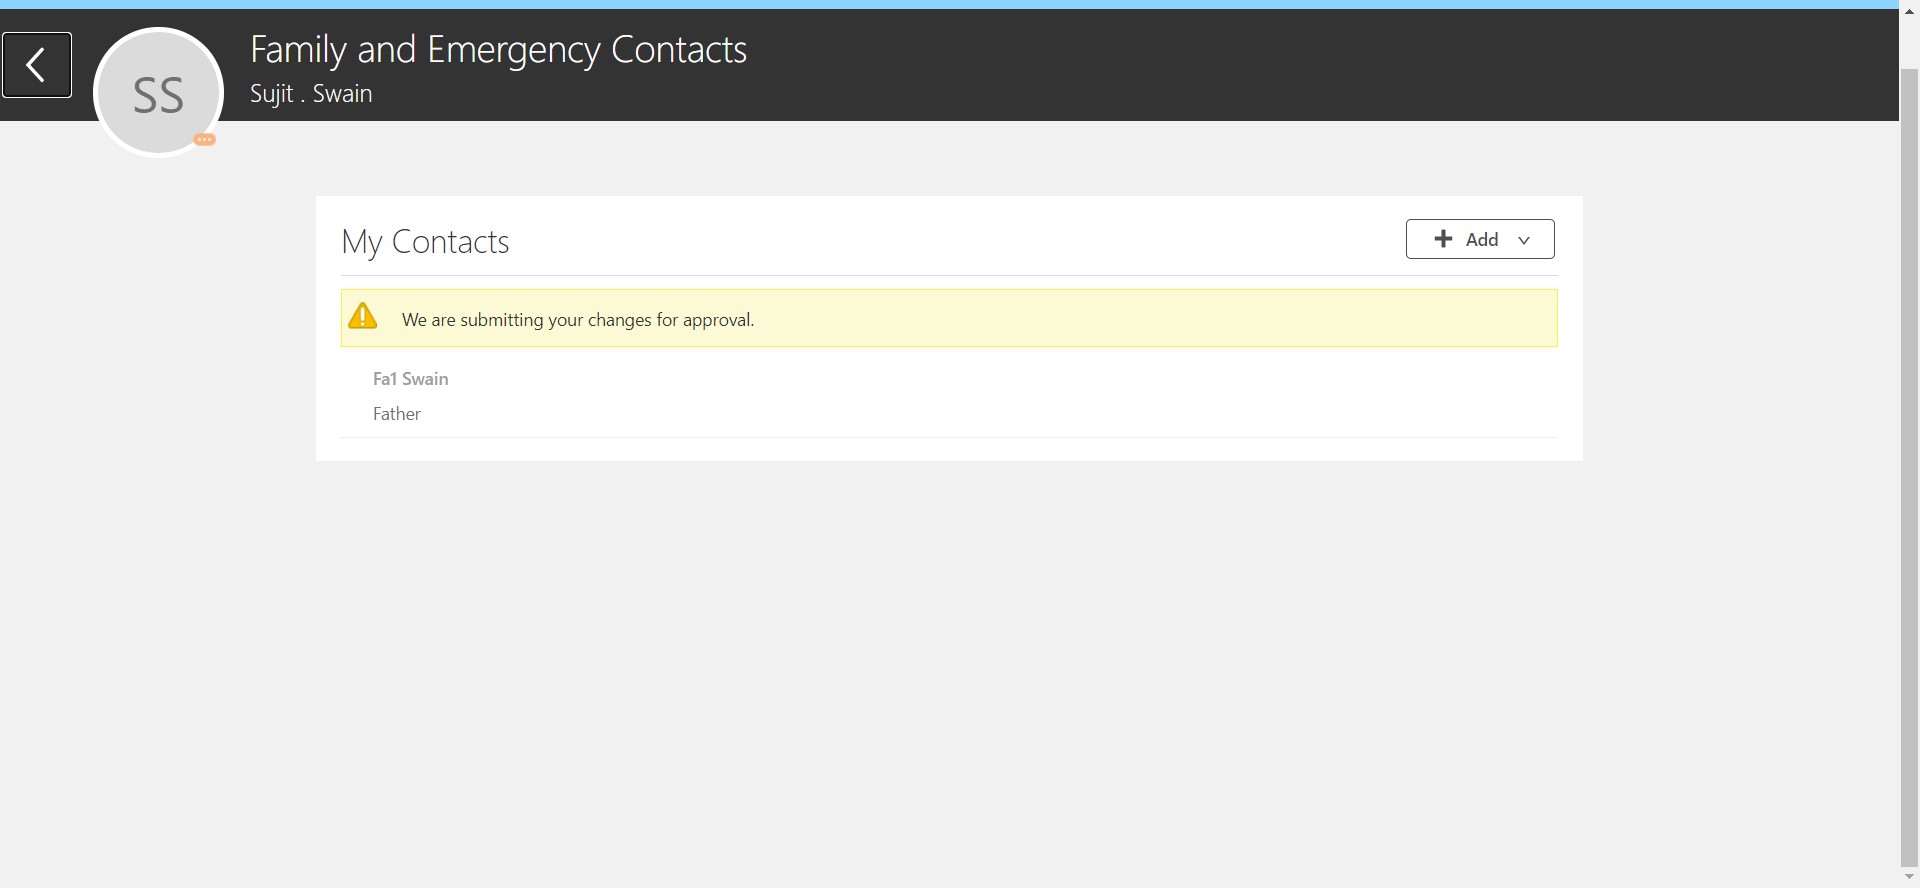 Family and Emergency Contacts
SS
Sujit . Swain
My Contacts
Add
We are submitting your changes for approval.
Fa1 Swain
Father